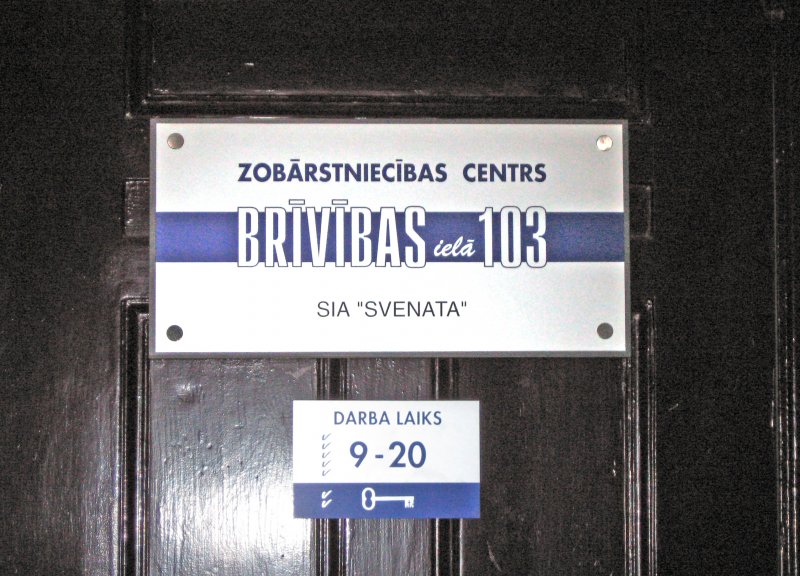 ZOBĀRSTNIECĪBAS CENTRS
BRĪVĪBAS ielā 103
SIA "SVENATA"
DARBA LAIKS
9 - 20